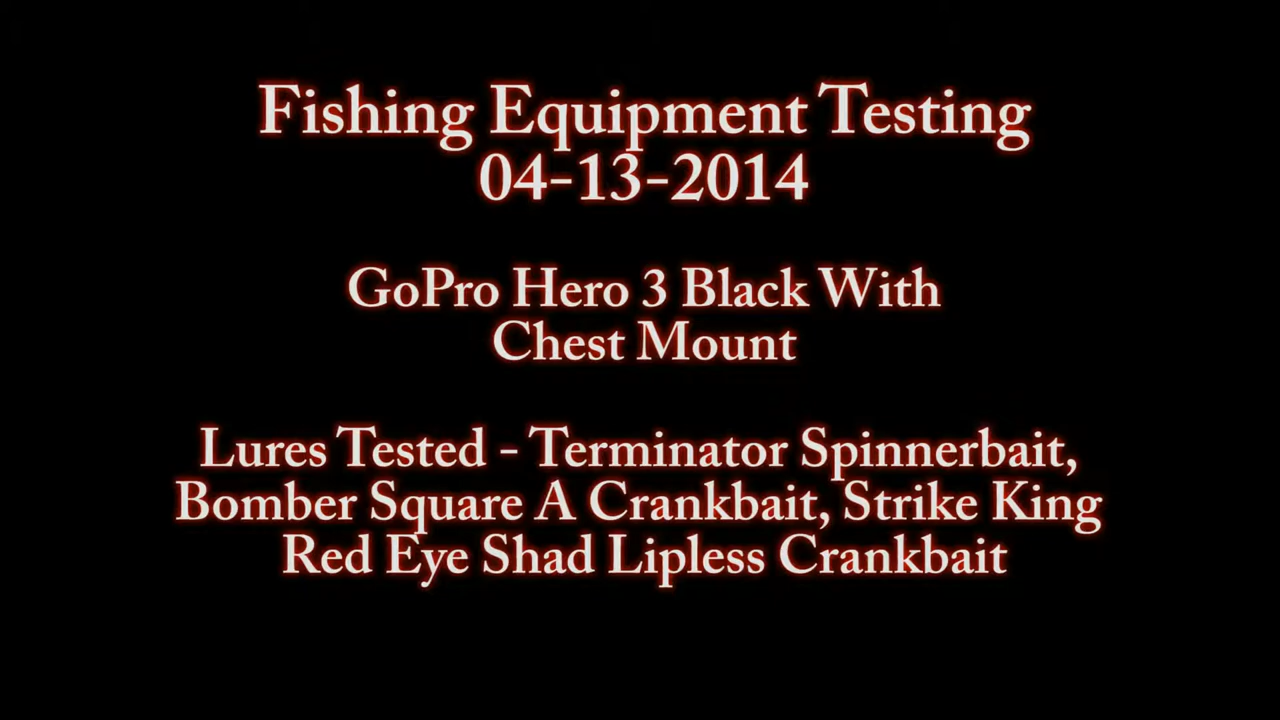 Fishing Equipment Testing
04-13-2014
GoPro Hero 3 Black With
Chest Mount
Lures Tested - Terminator Spinnerbait,
Bomber Square A Crankbait, Strike King
Red Eye Shad Lipless Crankbait